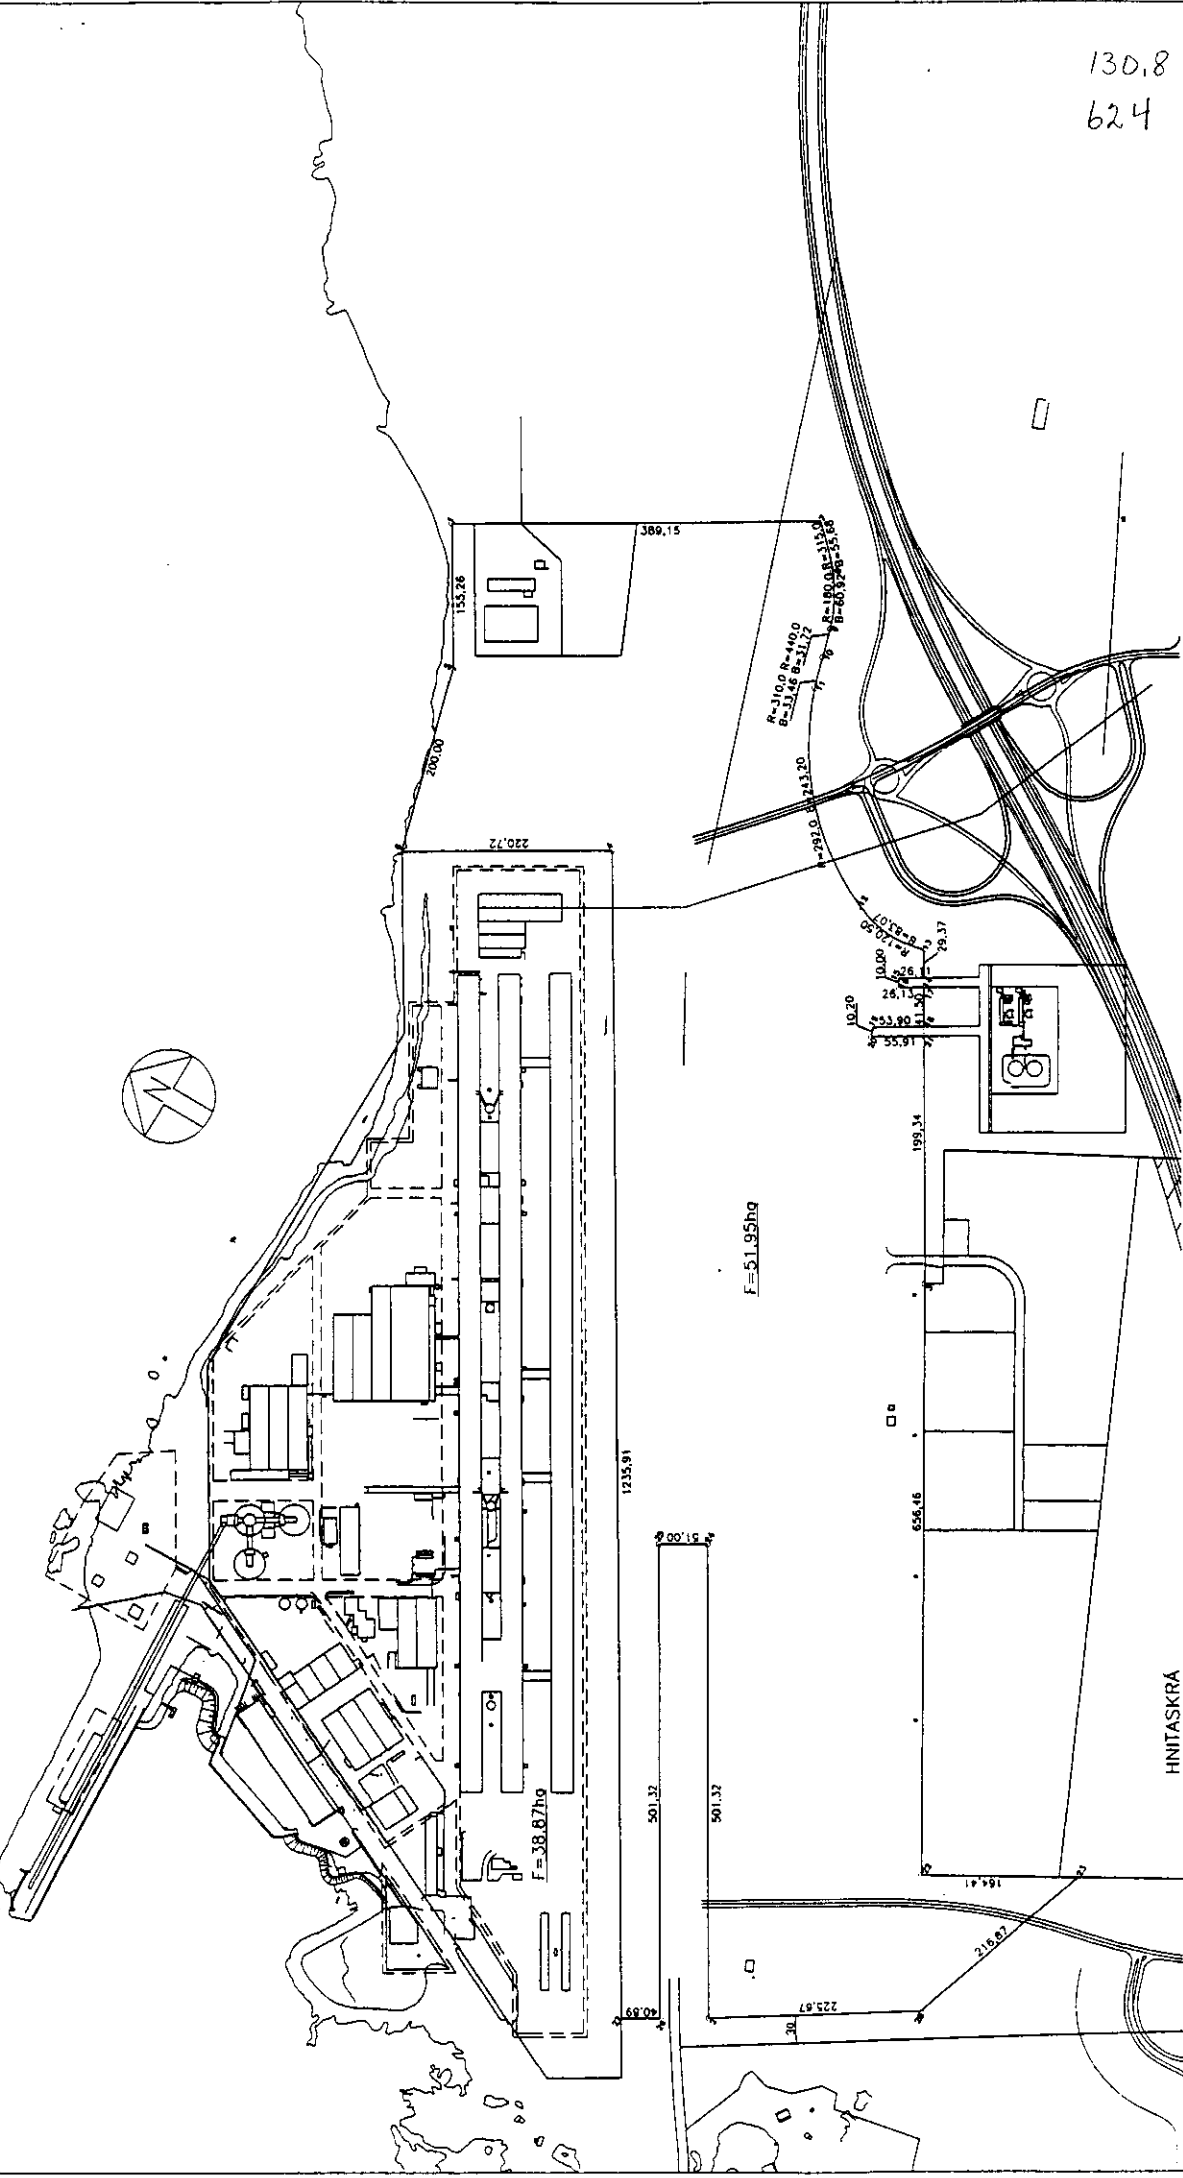 130,8
624
389,15
155,26
R=315,0
B=55,68
R=180,0
B=60,92
R=440,0
B=31,72
R=310,0
B=33,46
200,00
243,20
R=292,0
220,72
R=120,50
B=83,07
29,37
10,00
26,11
26,13
41,50
10,20
53,90
55,91
199,34
N
F=51,95ha
1235,91
656,46
51,00
HNITASKRÁ
501,32
501,32
F=38,87ha
164,41
216,87
40,89
225,67
30